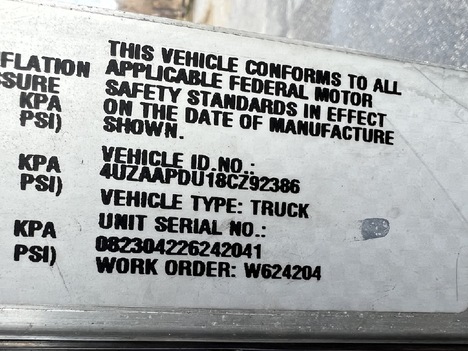 NFLATION
SSURE
KPA
PSI)
KPA
PSI)
KPA
PSI)
THIS VEHICLE CONFORMS TO ALL
APPLICABLE FEDERAL MOTOR
SAFETY STANDARDS IN EFFECT
ON THE DATE OF MANUFACTURE
SHOWN.
VEHICLE ID.NO.:
4UZAAPDU18CZ92386
VEHICLE TYPE: TRUCK
UNIT SERIAL NO.:
082304226242041
WORK ORDER: W624204